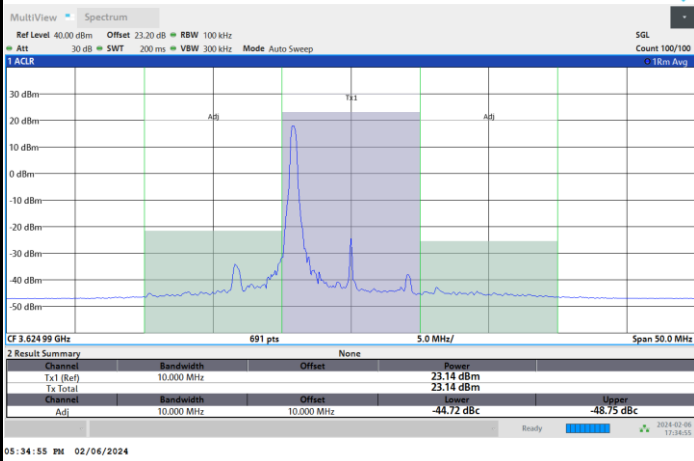 MultiView Spectrum
Ref Level 40.00 dBm Offset 23.20 dB RBW 100 kHz SGL
Att 30 dB SWT 200 ms VBW 300 kHz Mode Auto Sweep Count 100/100
1 ACLR 1Rm Avg
30 dBm
Tx1
20 dBm
Adj Adj
10 dBm
0 dBm
-10 dBm
-20 dBm
-30 dBm
-40 dBm
-50 dBm
CF 3.62499 GHz 691 pts 5.0 MHz/ Span 50.0 MHz
2 Result Summary None
Channel Bandwidth Offset Power
Tx1 (Ref) 10.000 MHz 23.14 dBm
Tx Total 23.14 dBm
Channel Bandwidth Offset Lower Upper
Adj 10.000 MHz 10.000 MHz -44.72 dBc -48.75 dBc
Ready 2024-02-06
17:34:55
05:34:55 PM 02/06/2024